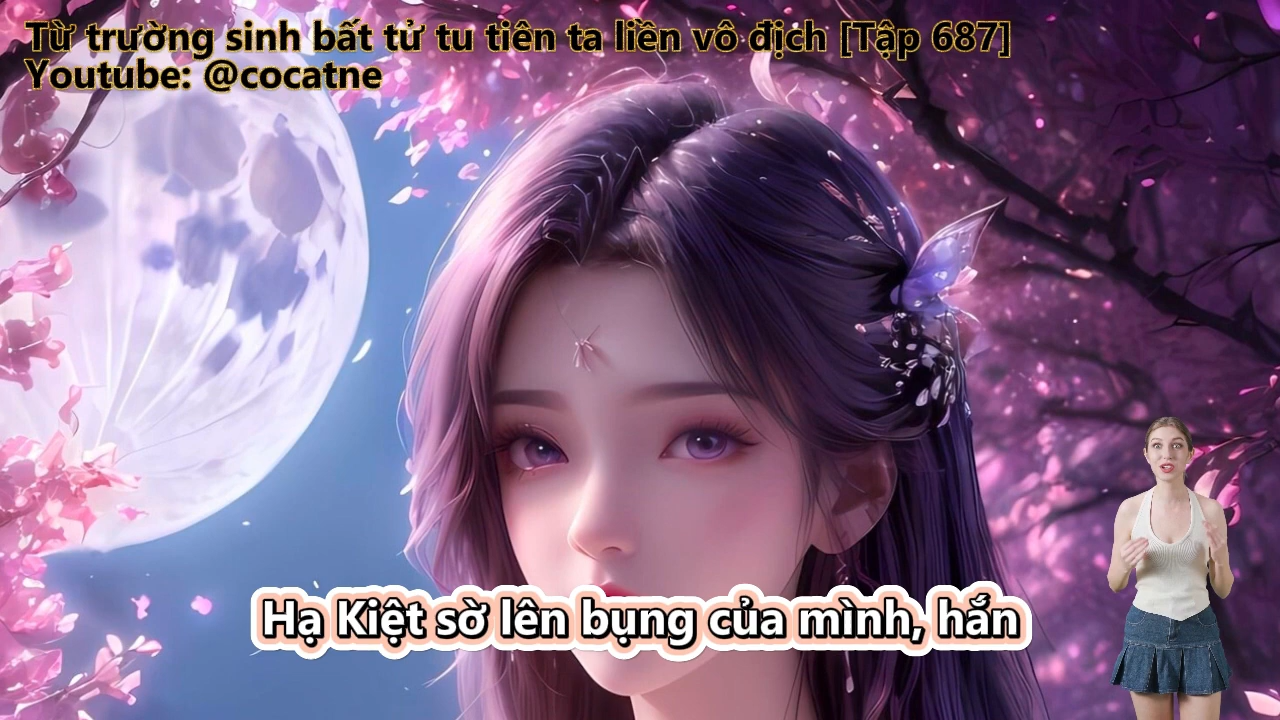 Từ trường sinh bất tử tu tiên ta liền vô địch [Tập 687]
Youtube: @cocatne
Hạ Kiệt sờ lên bụng của mình, hắn